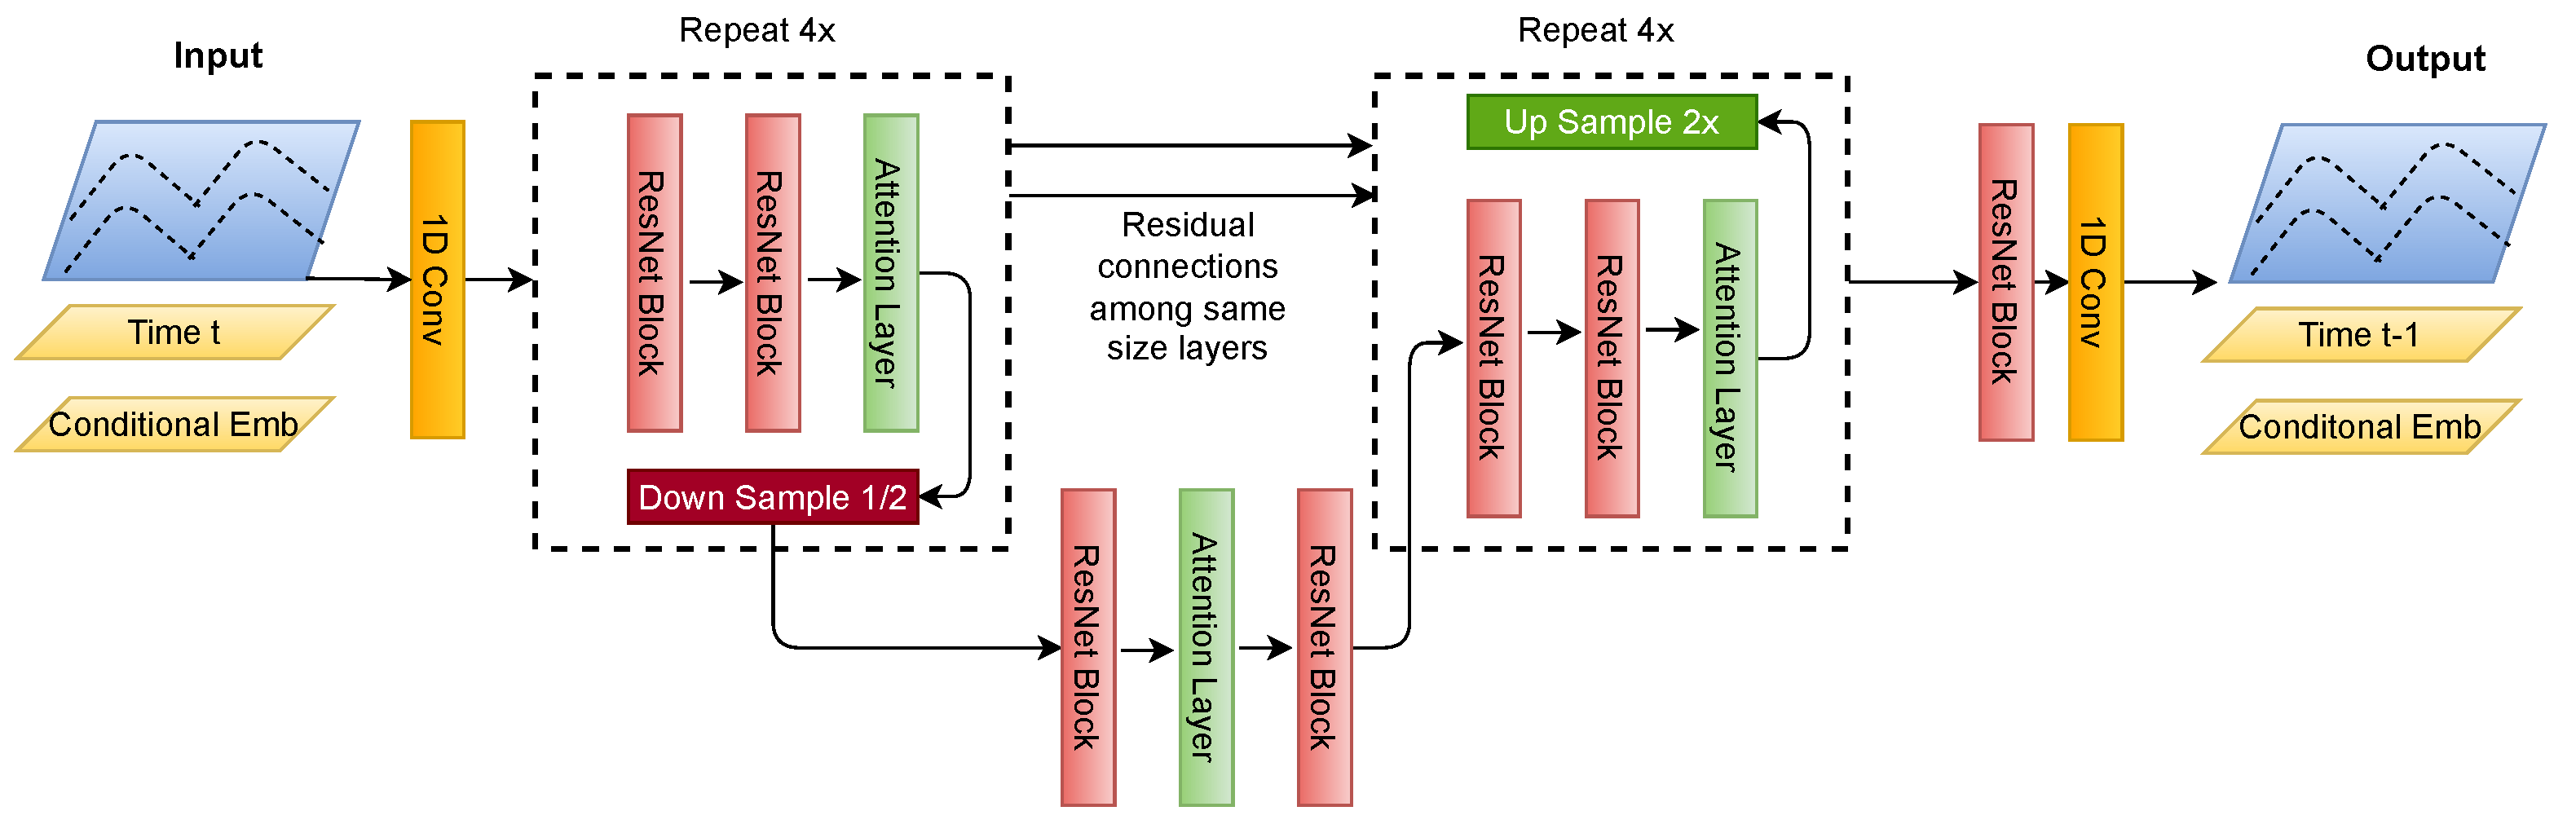 Input
Time t
Conditional Emb
1D Conv
Repeat 4x
ResNet Block
ResNet Block
Attention Layer
Down Sample 1/2
Residual
connections
among same
size layers
ResNet Block
Attention Layer
ResNet Block
Repeat 4x
Up Sample 2x
ResNet Block
ResNet Block
Attention Layer
ResNet Block
1D Conv
Output
Time t-1
Conditonal Emb